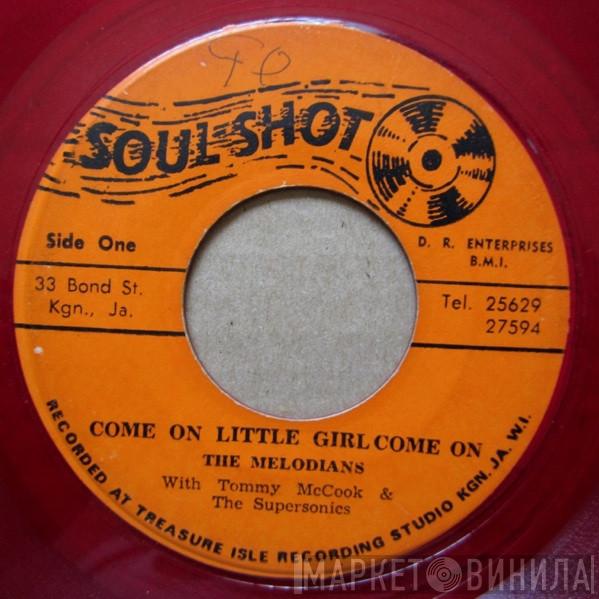 TO
SOUL-SHOT
Side One
D. R. ENTERPRISES
B.M.I.
33 Bond St.
Kgn., Ja.
Tel. 25629
27594
COME ON LITTLE GIRL COME ON
THE MELODIANS
With Tommy McCook &
The Supersonics
RECORDED AT TREASURE ISLE RECORDING STUDIO KGN. JA. W.I.
МАРКЕТ ВИНИЛА